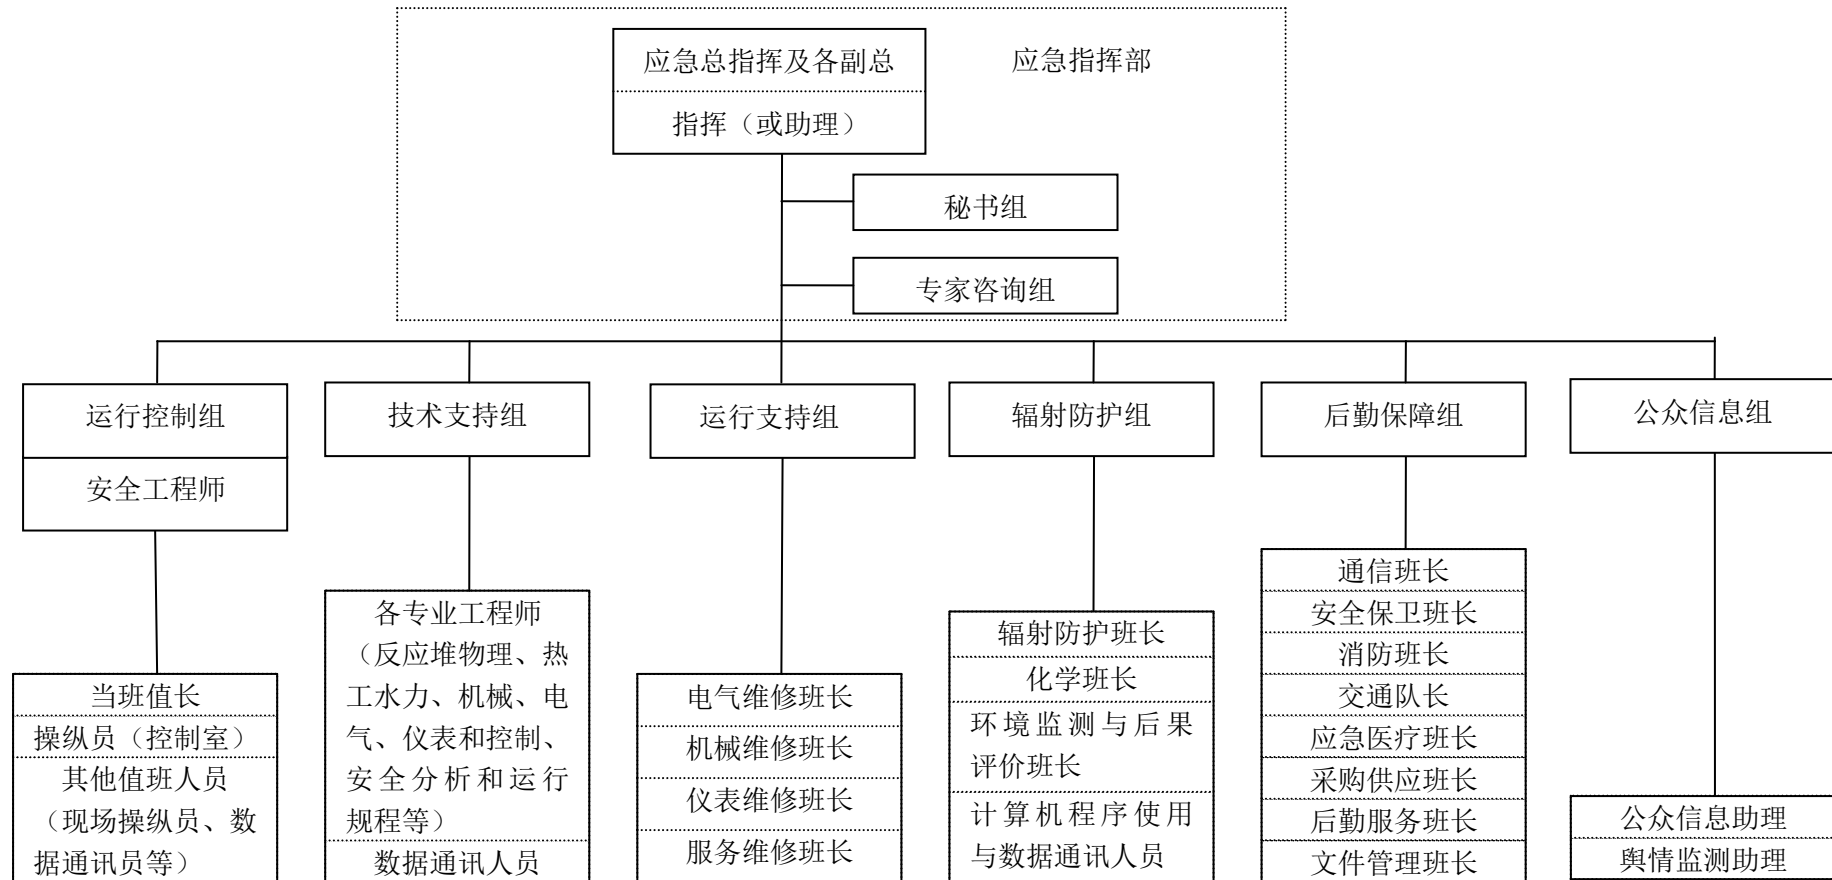 应急总指挥及各副总
指挥（或助理）
应急指挥部
秘书组
专家咨询组
运行控制组
安全工程师
技术支持组
运行支持组
辐射防护组
后勤保障组
公众信息组
当班值长
操纵员（控制室）
其他值班人员
（现场操纵员、数
据通讯员等）
各专业工程师
（反应堆物理、热
工水力、机械、电
气、仪表和控制、
安全分析和运行
规程等）
数据通讯人员
电气维修班长
机械维修班长
仪表维修班长
服务维修班长
辐射防护班长
化学班长
环境监测与后果
评价班长
计算机程序使用
与数据通讯人员
通信班长
安全保卫班长
消防班长
交通队长
应急医疗班长
采购供应班长
后勤服务班长
文件管理班长
公众信息助理
舆情监测助理